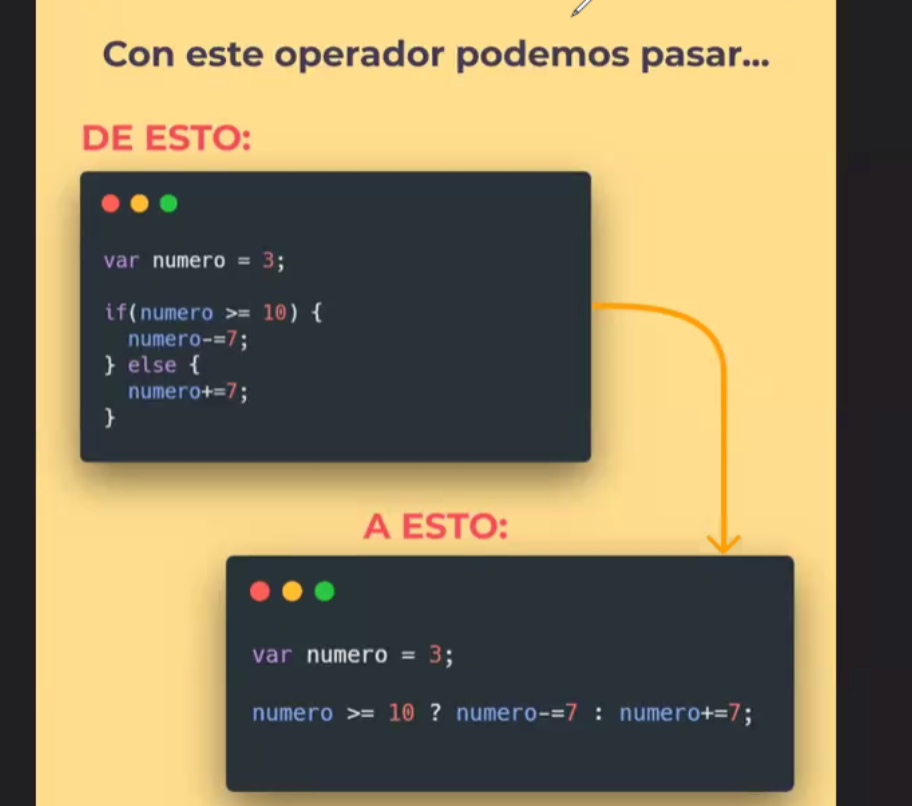 Con este operador podemos pasar...
DE ESTO:
var numero = 3;
if(numero >= 10) {
numero-=7;
} else {
numero+=7;
}
A ESTO:
var numero = 3;
numero >= 10 ? numero-=7 : numero+=7;